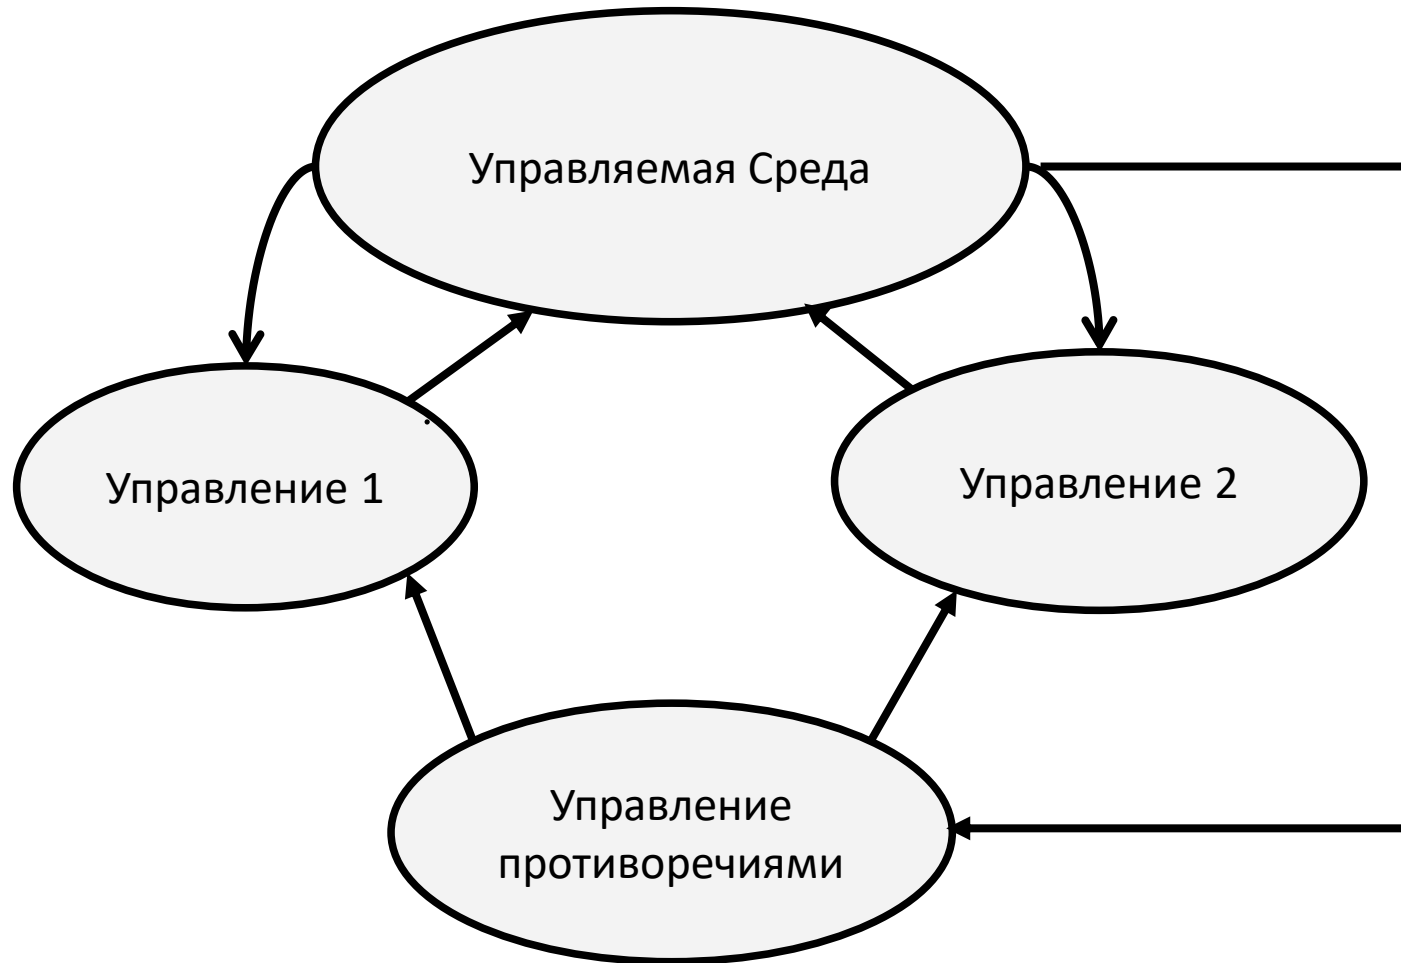 Управляемая Среда
Управление 1
Управление 2
Управление
противоречиями